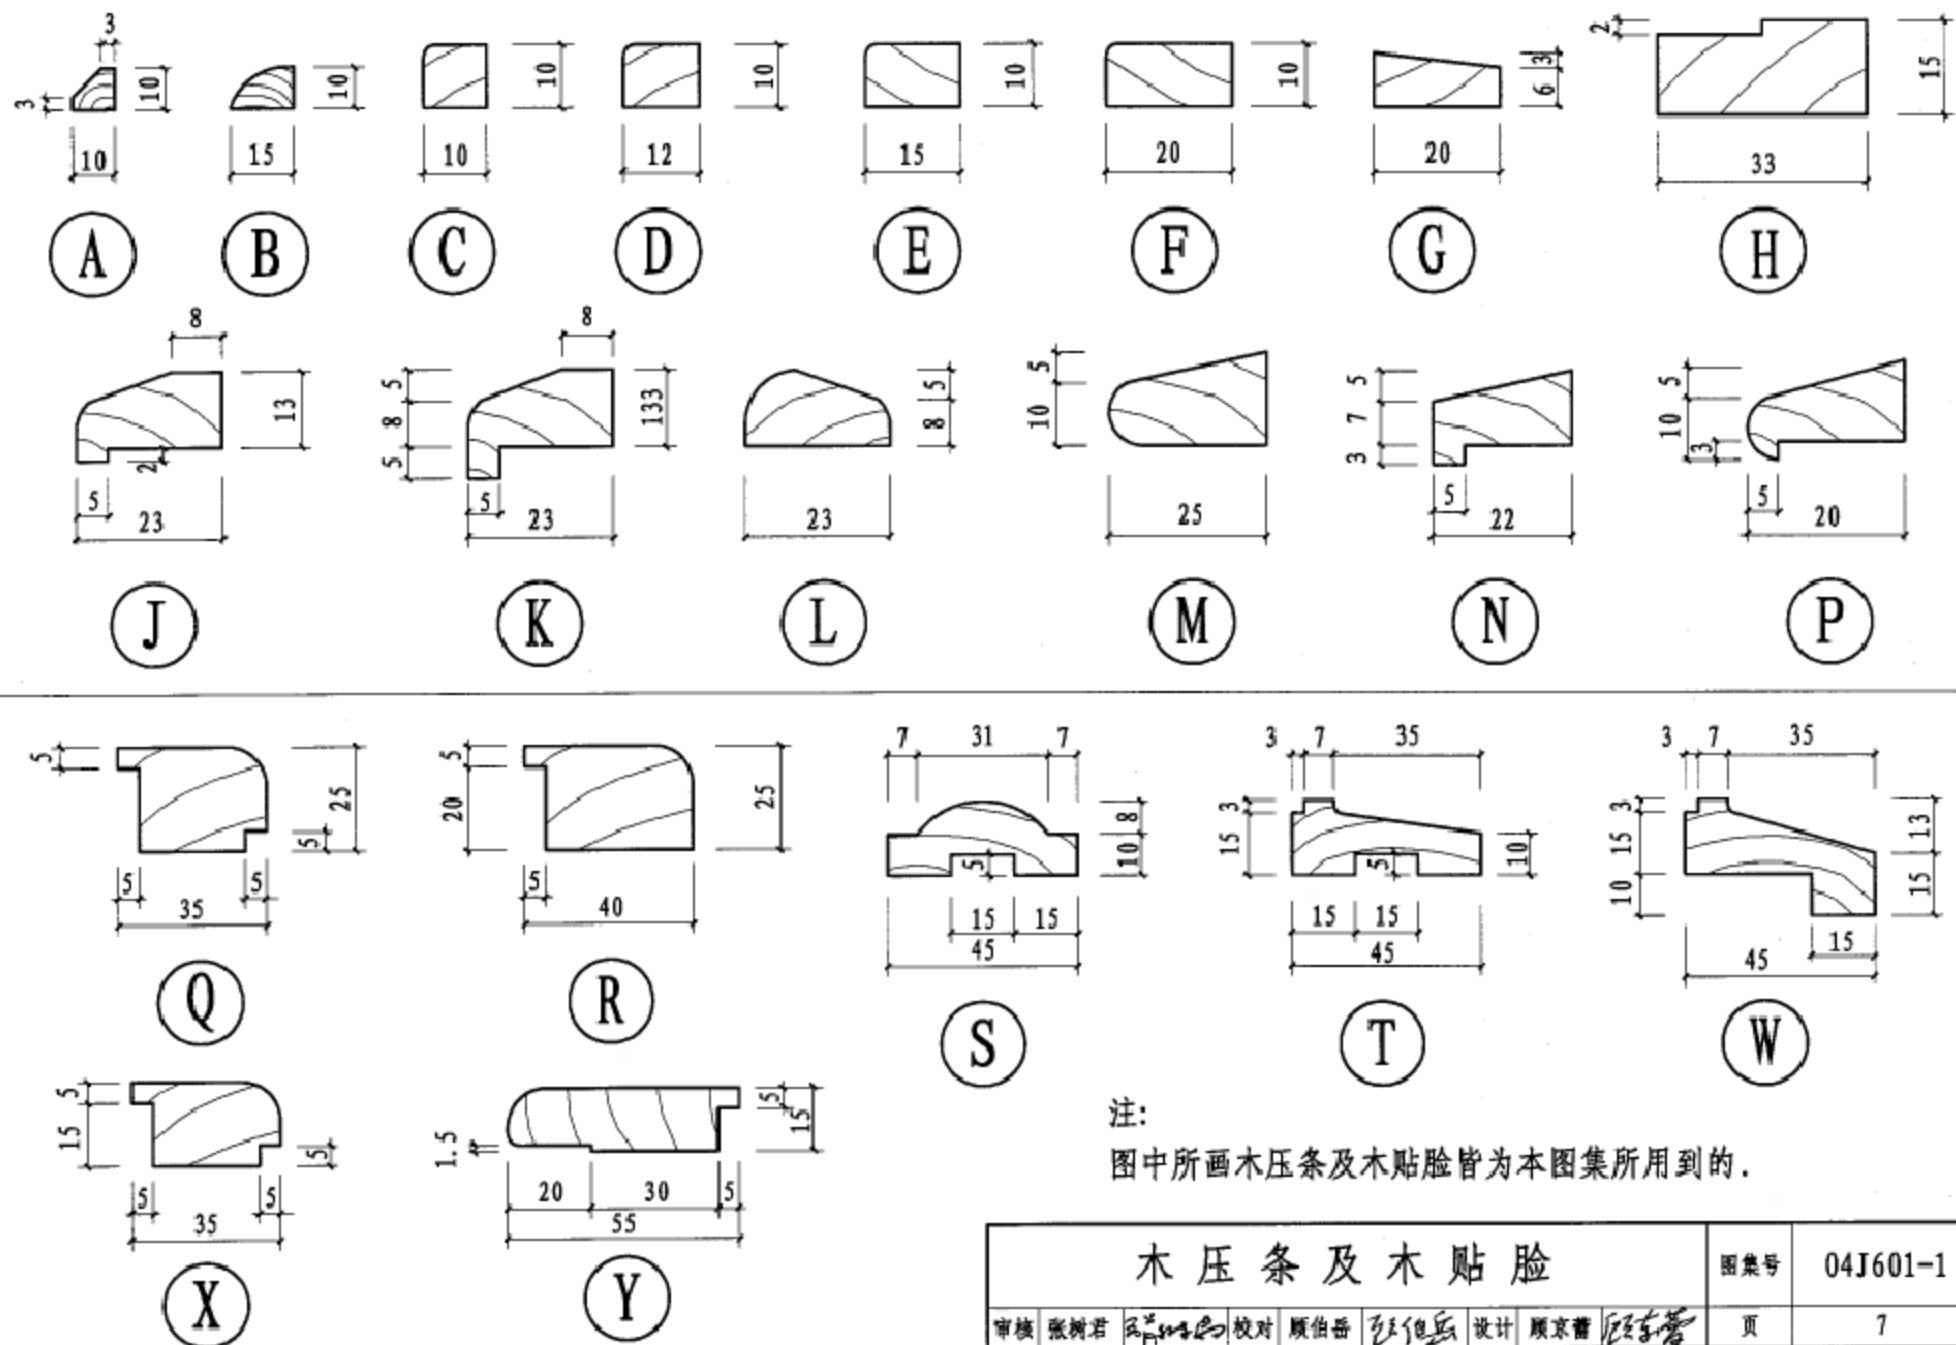 3
3 10 10 10
15 10
10 10
12 10
15 10
20 10
3 6 20
2 15 33
A B C D E F G H
8 13 2 5 23
8 5 8 5 133 5 23
5 8 23
5 10 25
5 7 3 5 22
5 10 3 5 20
J K L M N P
5 25 5 5 5 35
5 20 25 5 40
7 31 7 8 10 5 15 15 45
3 7 35 3 15 5 10 15 15 45
3 7 35 3 15 10 13 15 15 45
Q R S T W
5 15 5 5 5 35
1.5 5 15 20 30 5 55
X Y
注:
图中所画木压条及木贴脸皆为本图集所用到的.
木压条及木贴脸 图集号 04J601-1
审核 张树君 校对 顾伯岳 设计 顾京蕾 页 7